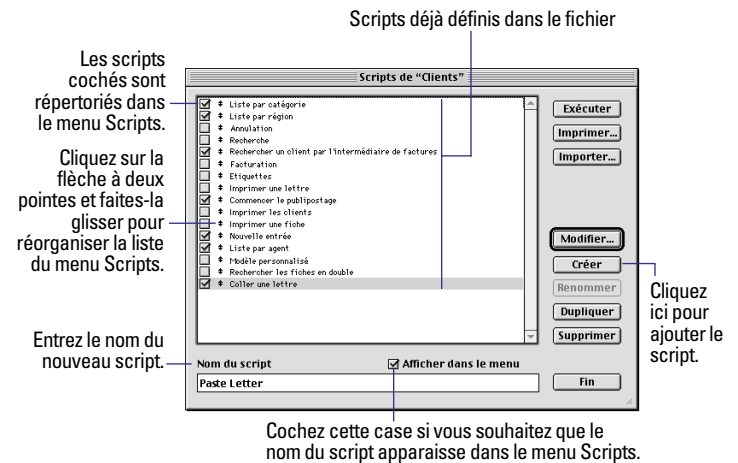 Scripts déjà définis dans le fichier
Les scripts
cochés sont
répertoriés dans
le menu Scripts.
Cliquez sur la
flèche à deux
pointes et faites-la
glisser pour
réorganiser la liste
du menu Scripts.
Entrez le nom du
nouveau script.
Scripts de “Clients”
Liste par catégorie
Liste par région
Annulation
Recherche
Rechercher un client par l'intermédiaire de factures
Facturation
Etiquettes
Imprimer une lettre
Commencer le publipostage
Imprimer les clients
Imprimer une fiche
Nouvelle entrée
Liste par agent
Modèle personnalisé
Rechercher les fiches en double
Coller une lettre
Exécuter
Imprimer...
Importer...
Modifier...
Créer
Renommer
Dupliquer
Supprimer
Nom du script
Afficher dans le menu
Paste Letter
Fin
Cliquez
ici pour
ajouter le
script.
Cochez cette case si vous souhaitez que le
nom du script apparaisse dans le menu Scripts.